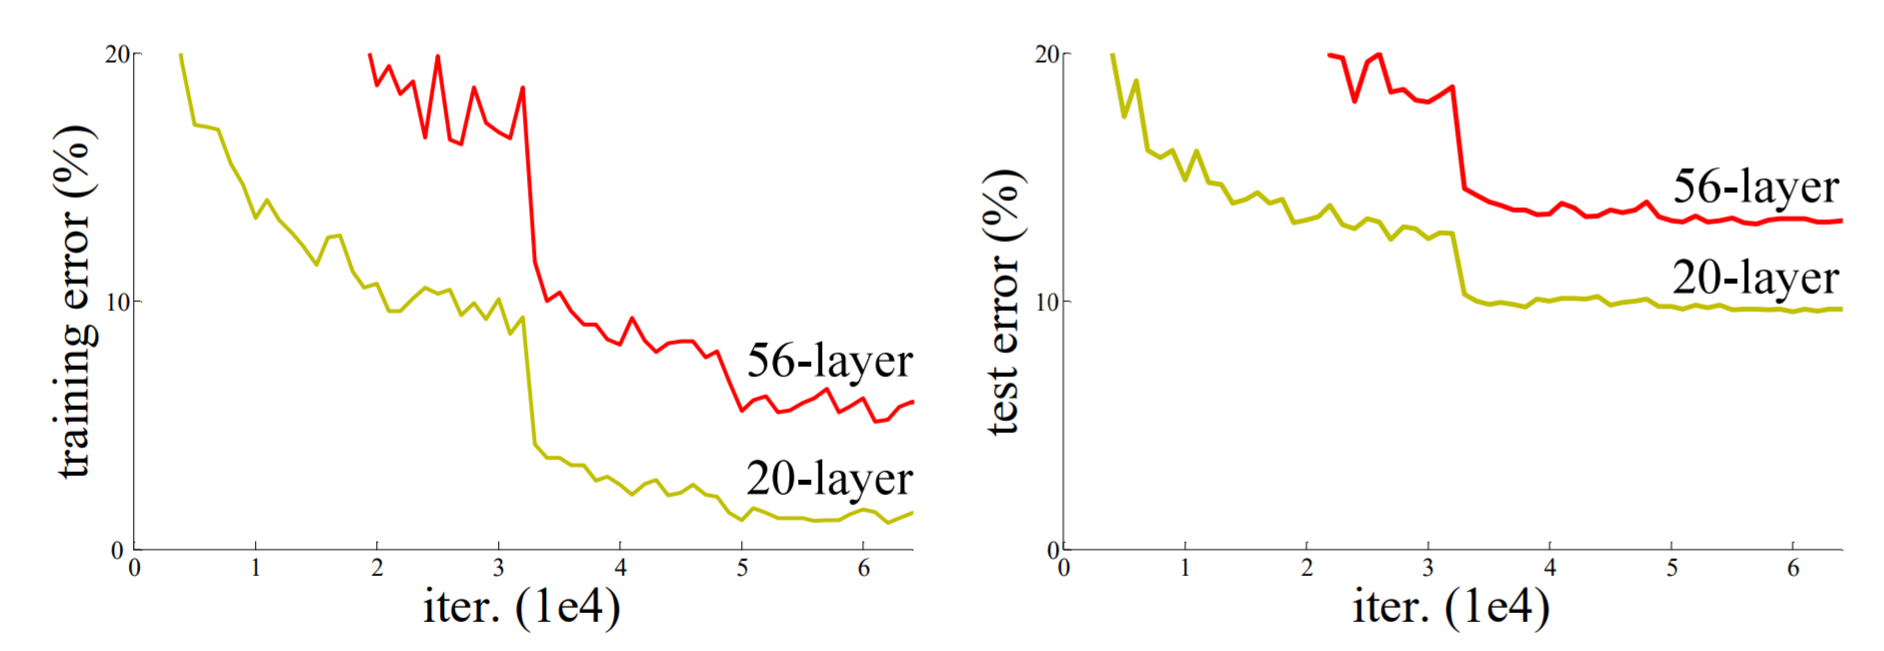 training error (%)
20
10
0
0 1 2 3 4 5 6
iter. (1e4)
56-layer
20-layer
test error (%)
20
10
0
0 1 2 3 4 5 6
iter. (1e4)
56-layer
20-layer